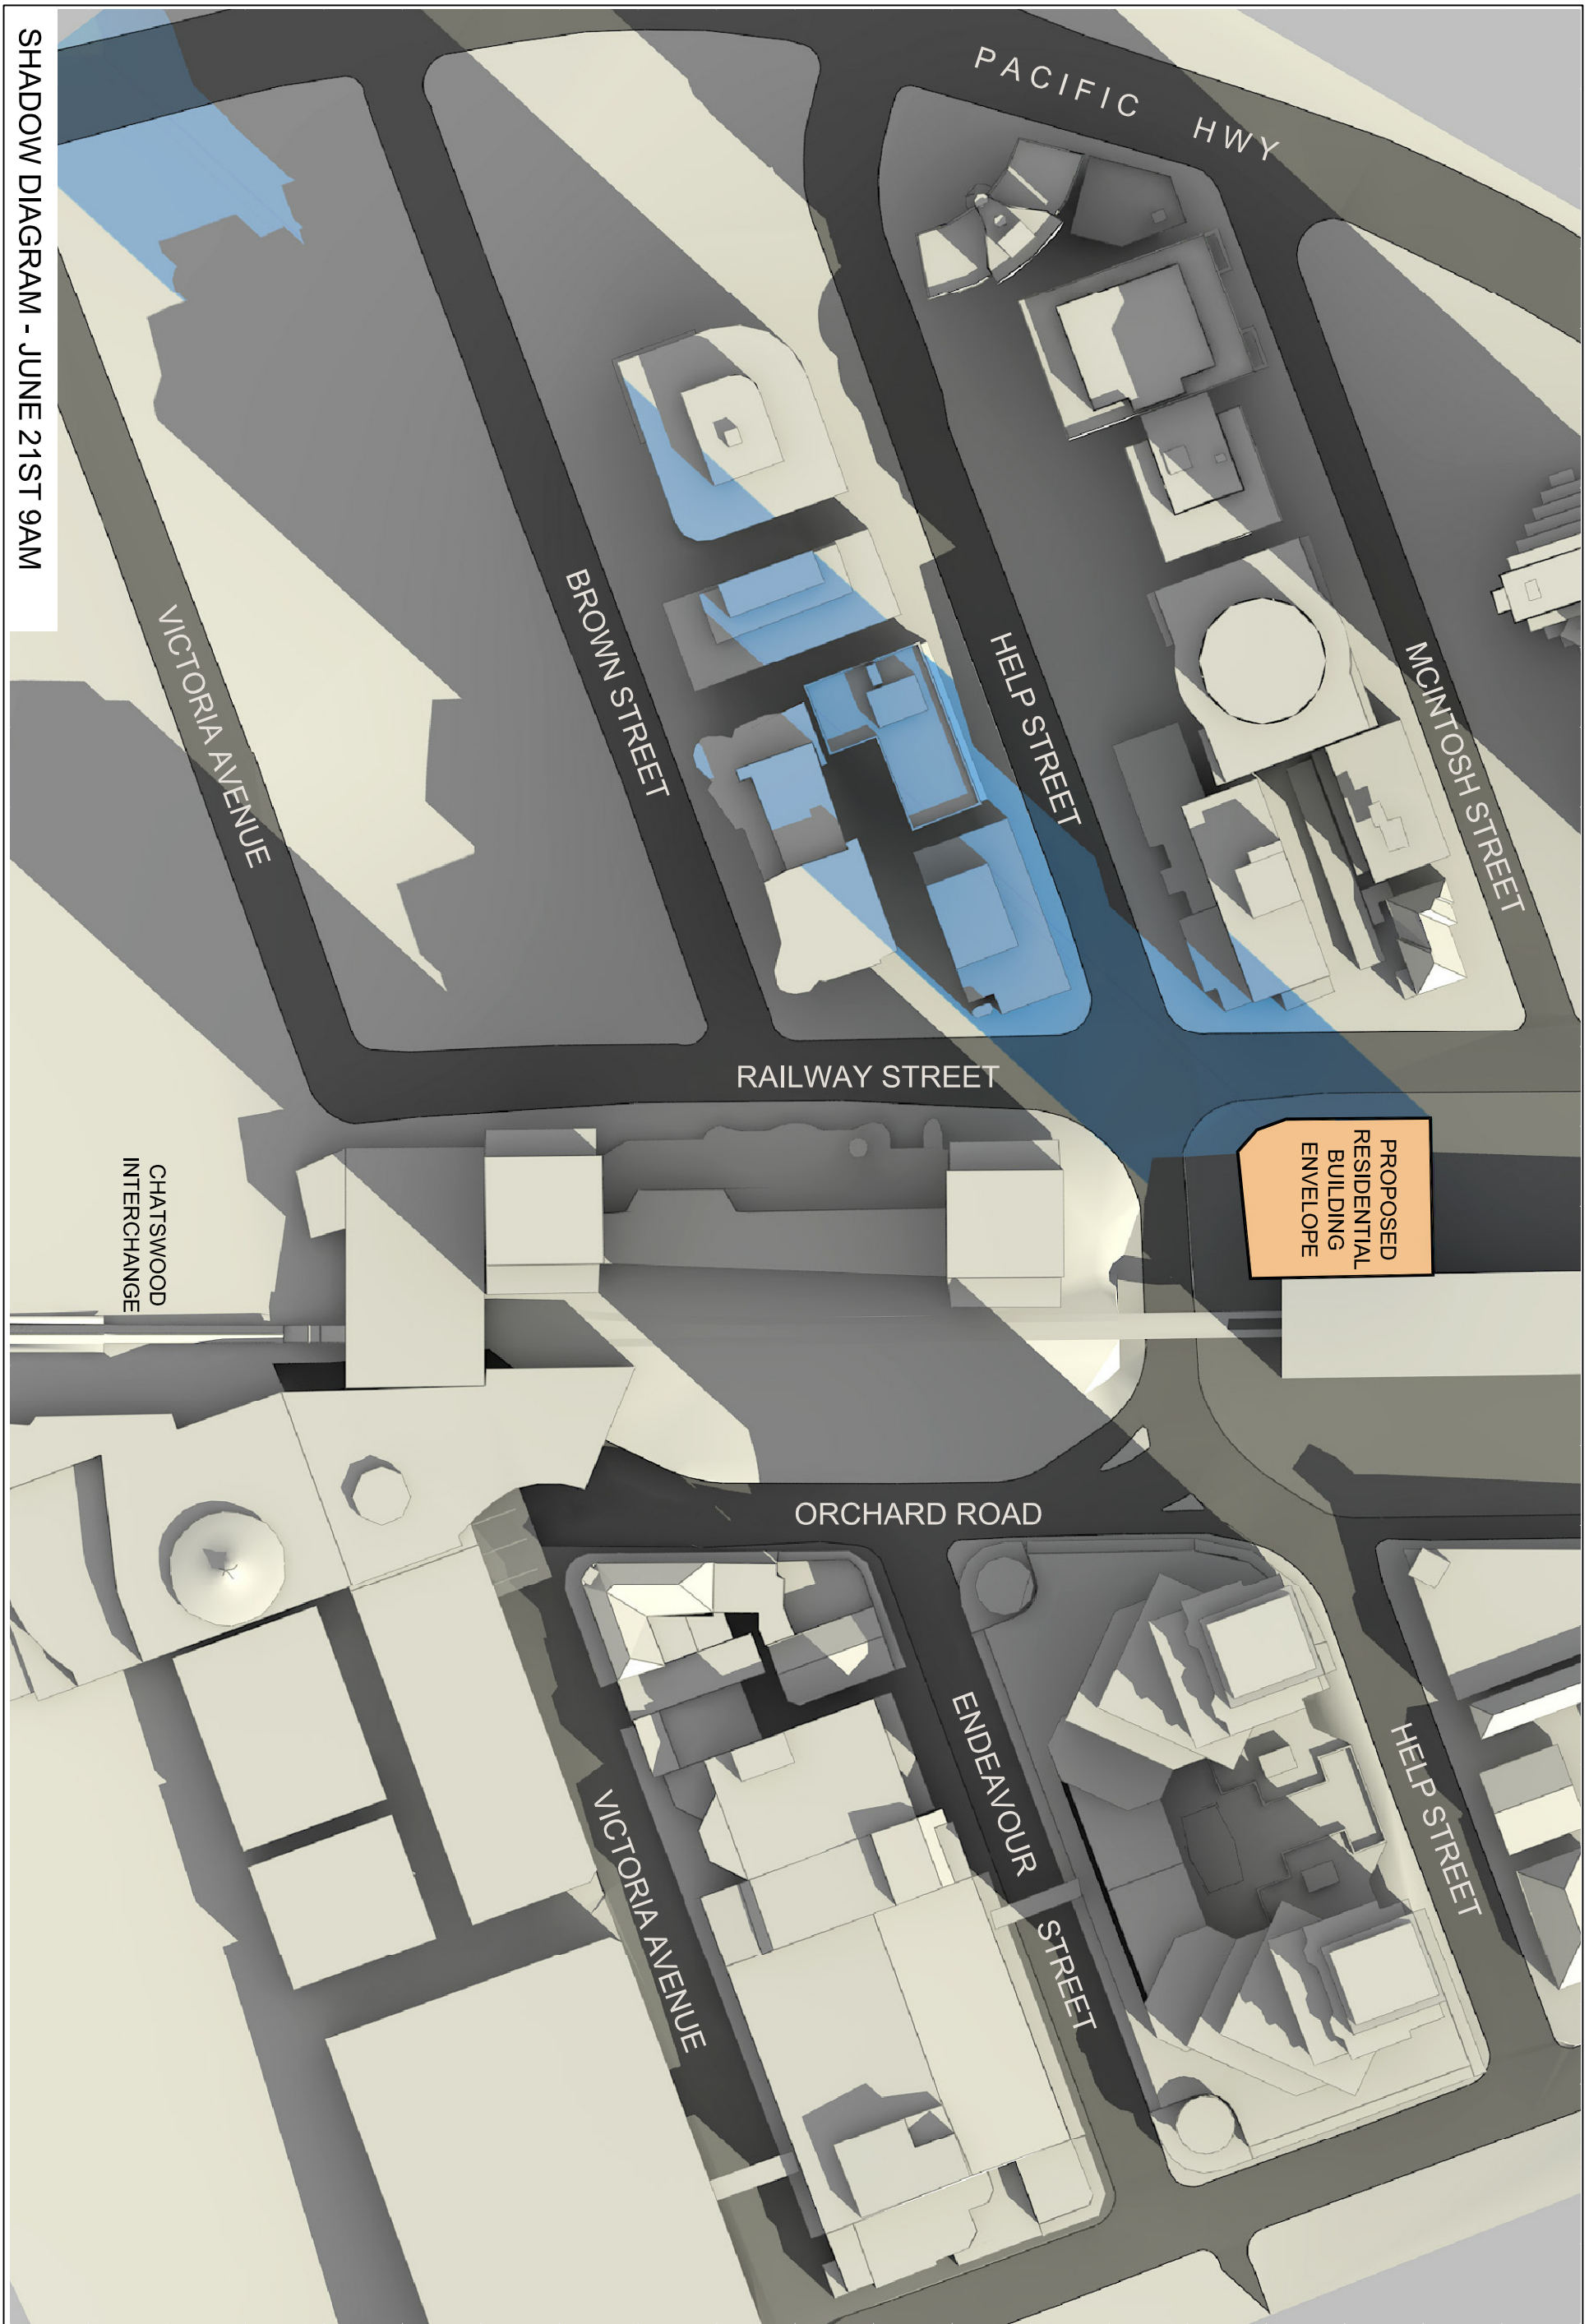 SHADOW DIAGRAM - JUNE 21ST 9AM
PACIFIC HWY
VICTORIA AVENUE
BROWN STREET
HELP STREET
MCINTOSH STREET
RAILWAY STREET
PROPOSED
RESIDENTIAL
BUILDING
ENVELOPE
CHATSWOOD
INTERCHANGE
ORCHARD ROAD
ENDEAVOUR STREET
HELP STREET
VICTORIA AVENUE